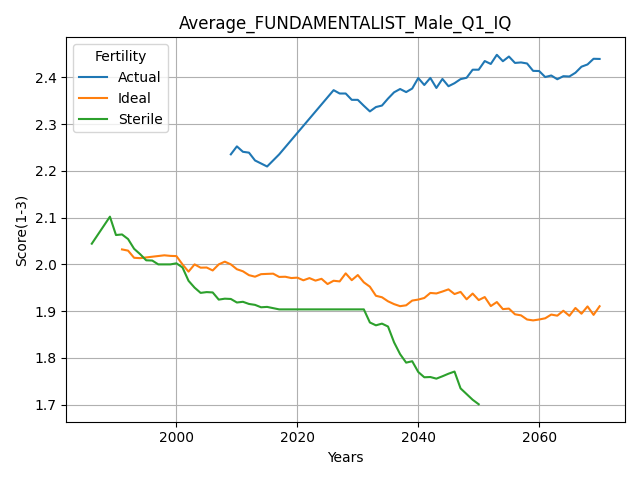 Average_FUNDAMENTALIST_Male_Q1_IQ
Fertility
Actual
Ideal
Sterile
Score(1-3)
2.4
2.3
2.2
2.1
2.0
1.9
1.8
1.7
2000
2020
2040
2060
Years